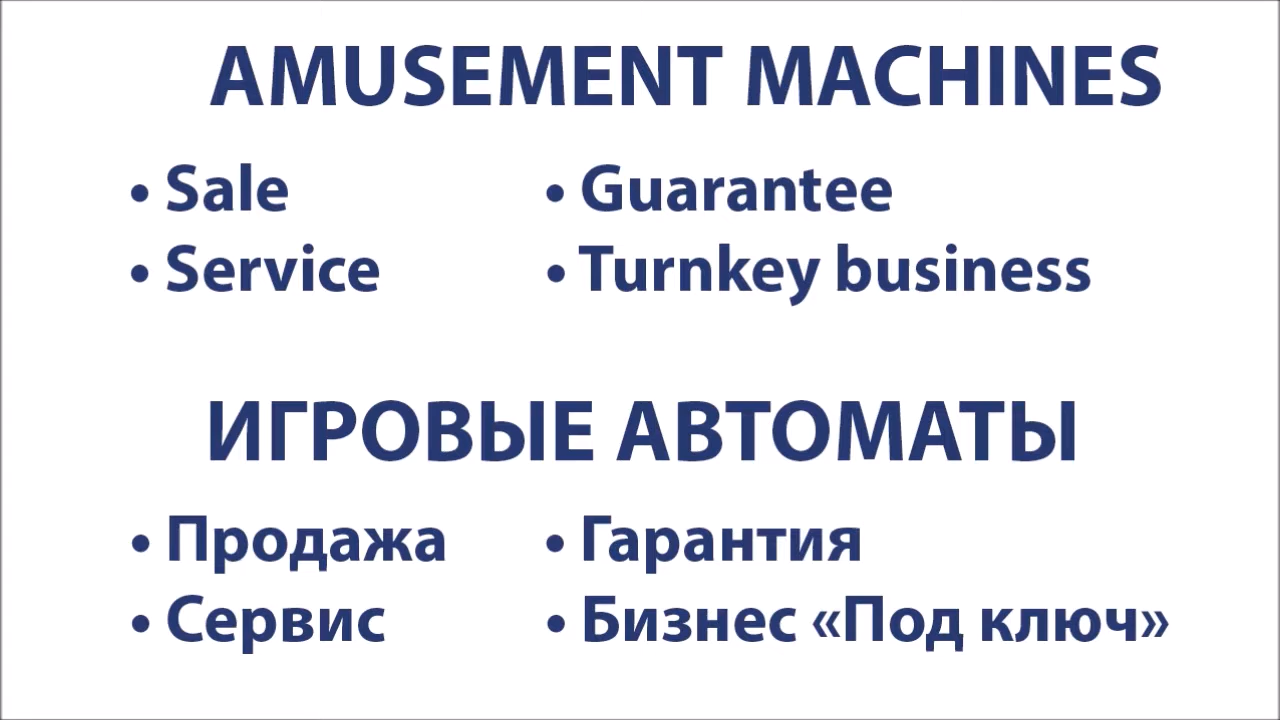 AMUSEMENT MACHINES
• Sale • Guarantee
• Service • Turnkey business
ИГРОВЫЕ АВТОМАТЫ
• Продажа • Гарантия
• Сервис • Бизнес «Под ключ»